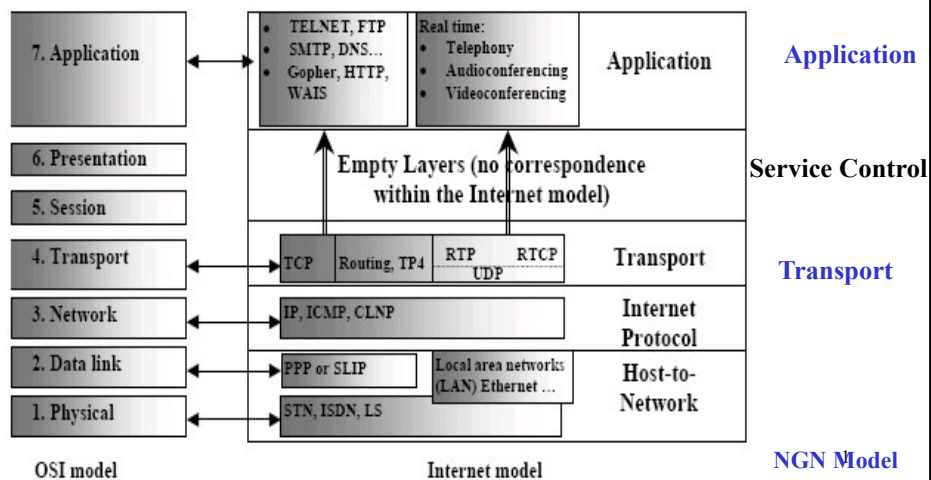 7. Application
• TELNET, FTP
• SMTP, DNS...
• Gopher, HTTP,
WAIS
Real time:
• Telephony
• Audioconferencing
• Videoconferencing
Application
Application
6. Presentation
5. Session
Empty Layers (no correspondence
within the Internet model)
Service Control
4. Transport
TCP
Routing, TP4
RTP RTCP
UDP
Transport
Transport
3. Network
IP, ICMP, CLNP
Internet
Protocol
2. Data link
PPP or SLIP
Local area networks
(LAN) Ethernet ...
Host-to-
Network
1. Physical
STN, ISDN, LS
OSI model
Internet model
NGN Model
1